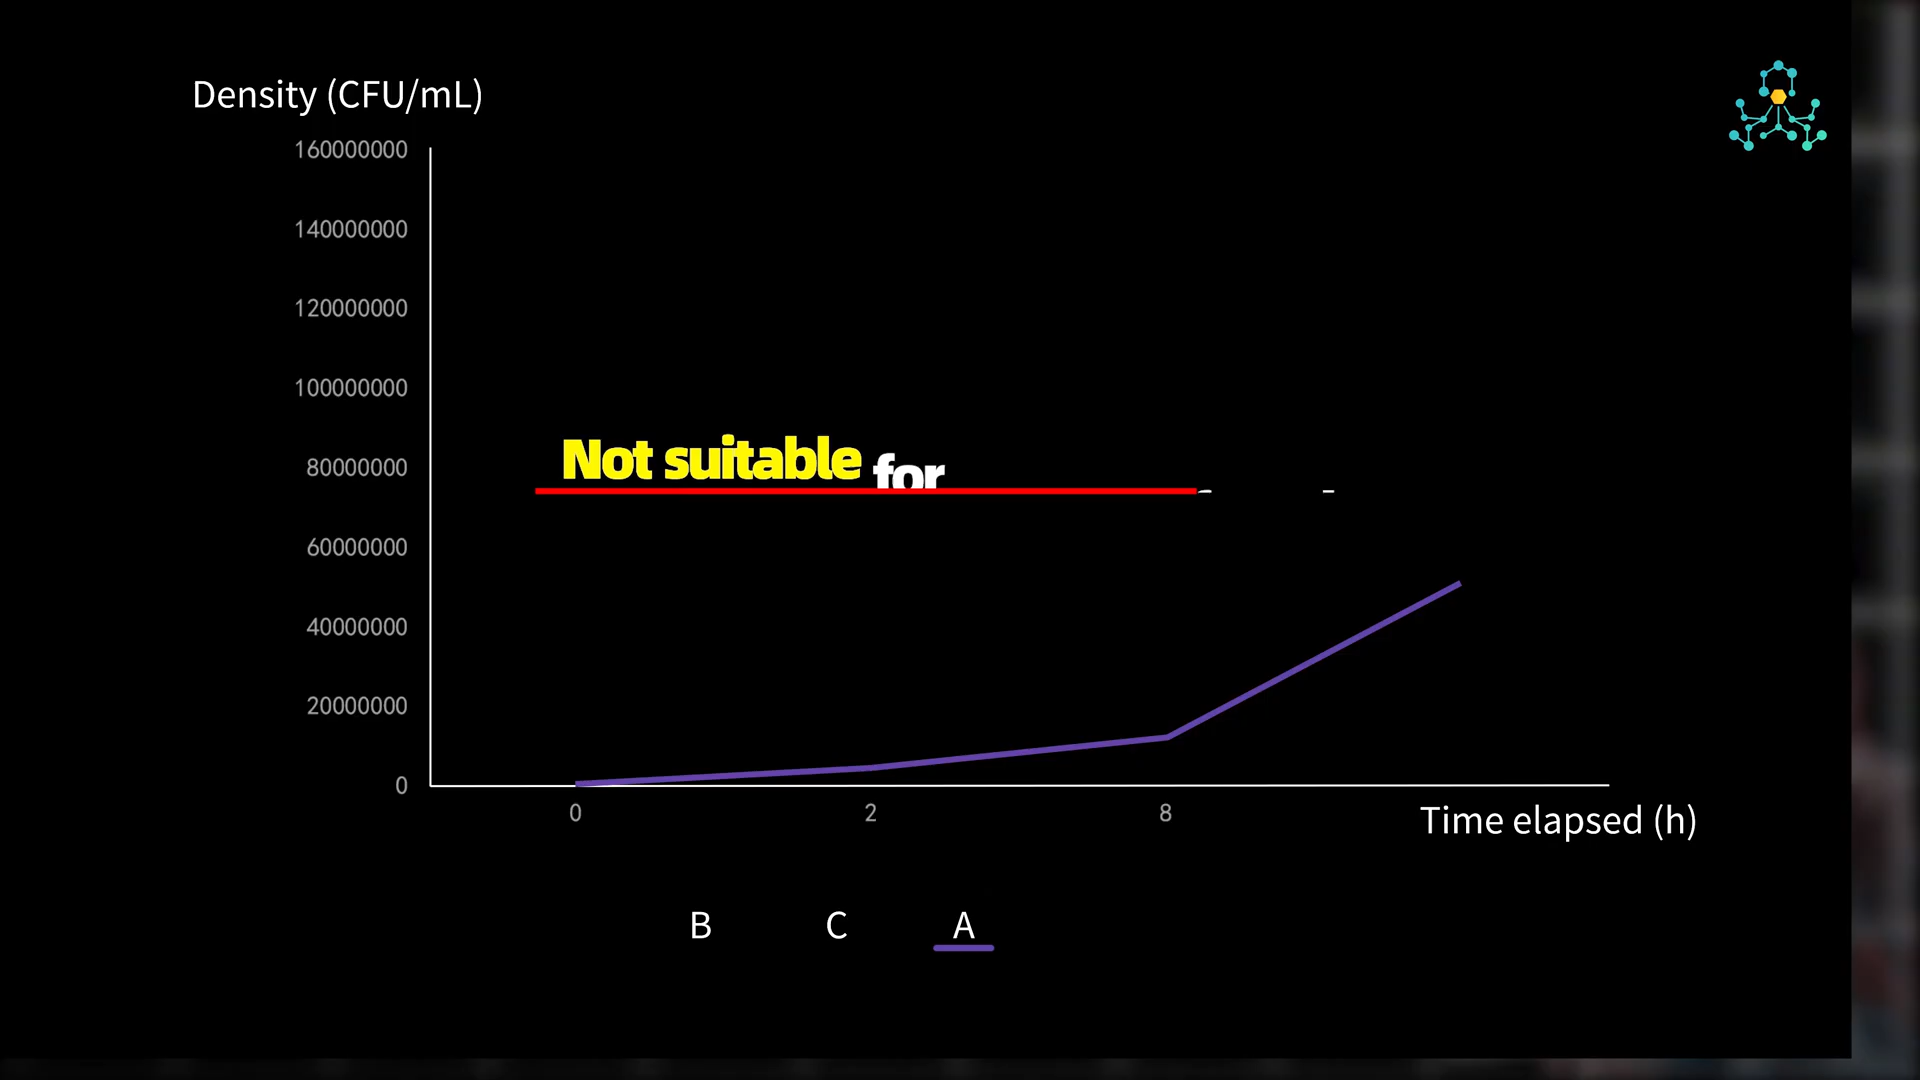 Density (CFU/mL)
160000000
140000000
120000000
100000000
80000000
60000000
40000000
20000000
0
Not suitable for
0 2 8
Time elapsed (h)
B C A